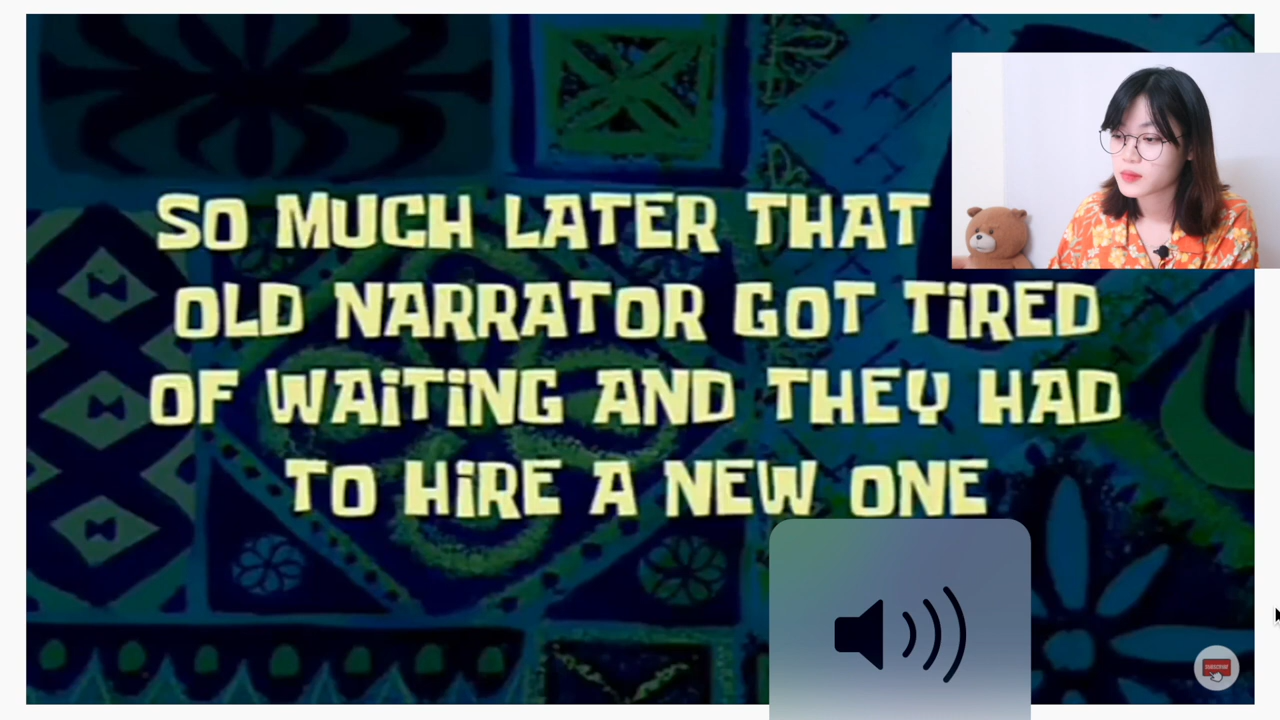 SO MUCH LATER THAT
OLD NARRATOR GOT TiRED
OF WAiTiNG AND THEY HAD
TO HiRE A NEW ONE